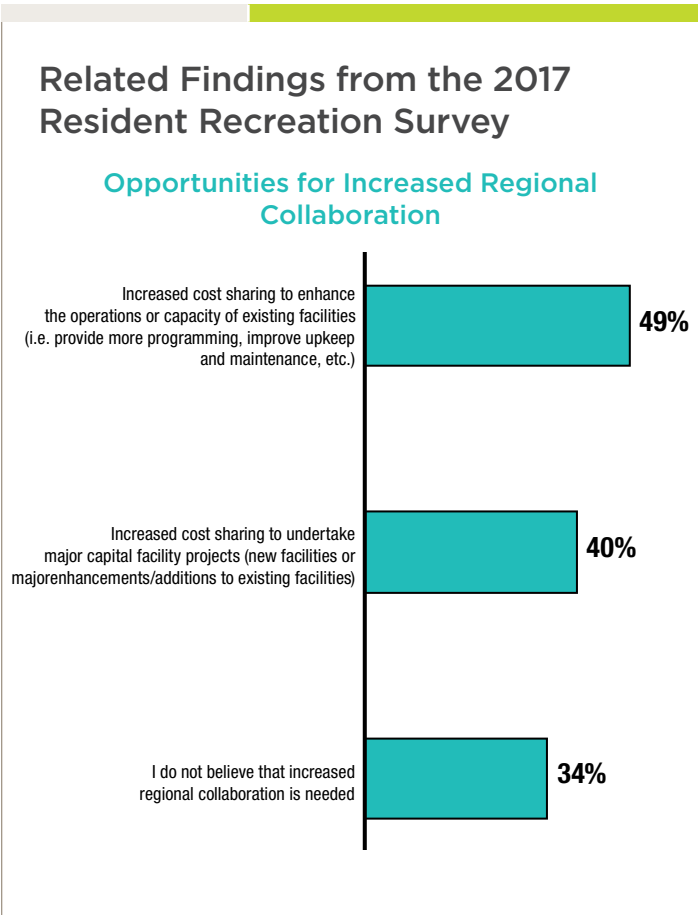 Related Findings from the 2017
Resident Recreation Survey
Opportunities for Increased Regional
Collaboration
Increased cost sharing to enhance
the operations or capacity of existing facilities
(i.e. provide more programming, improve upkeep
and maintenance, etc.)
49%
Increased cost sharing to undertake
major capital facility projects (new facilities or
majorenhancements/additions to existing facilities)
40%
I do not believe that increased
regional collaboration is needed
34%